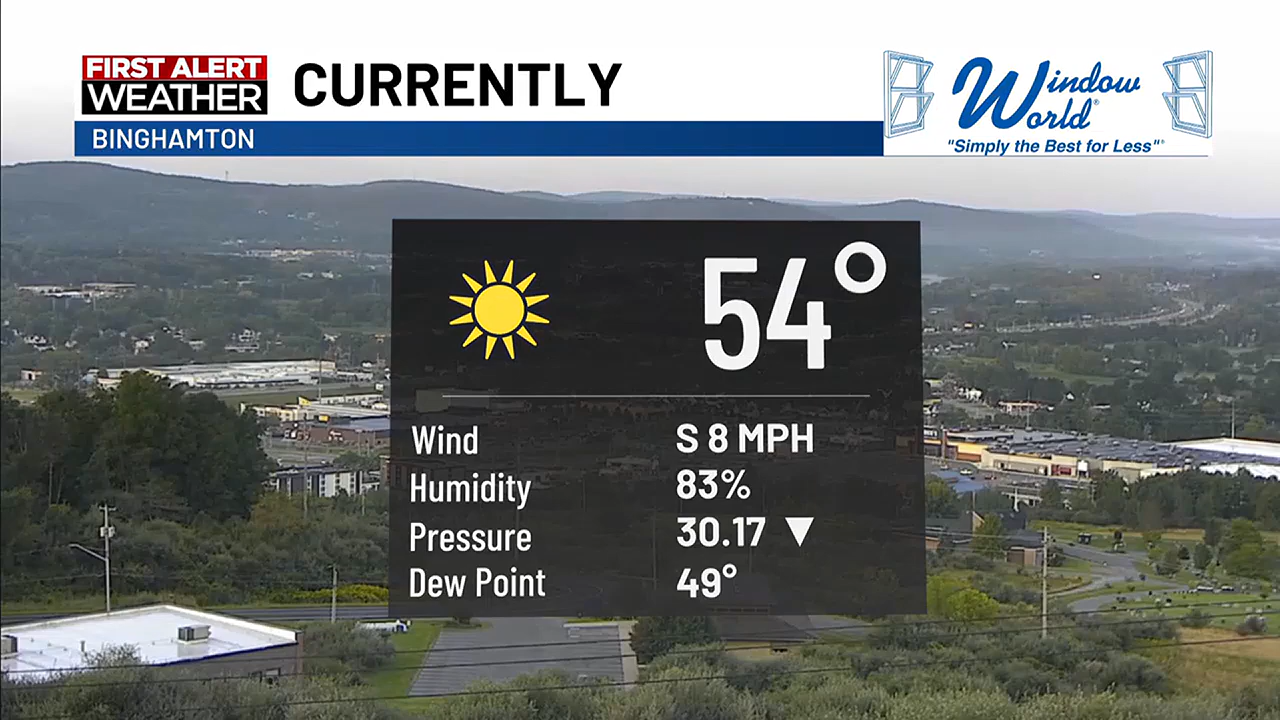 FIRST ALERT
WEATHER
CURRENTLY
BINGHAMTON
Window
World®
"Simply the Best for Less"®
54°
Wind S 8 MPH
Humidity 83%
Pressure 30.17 ▼
Dew Point 49°